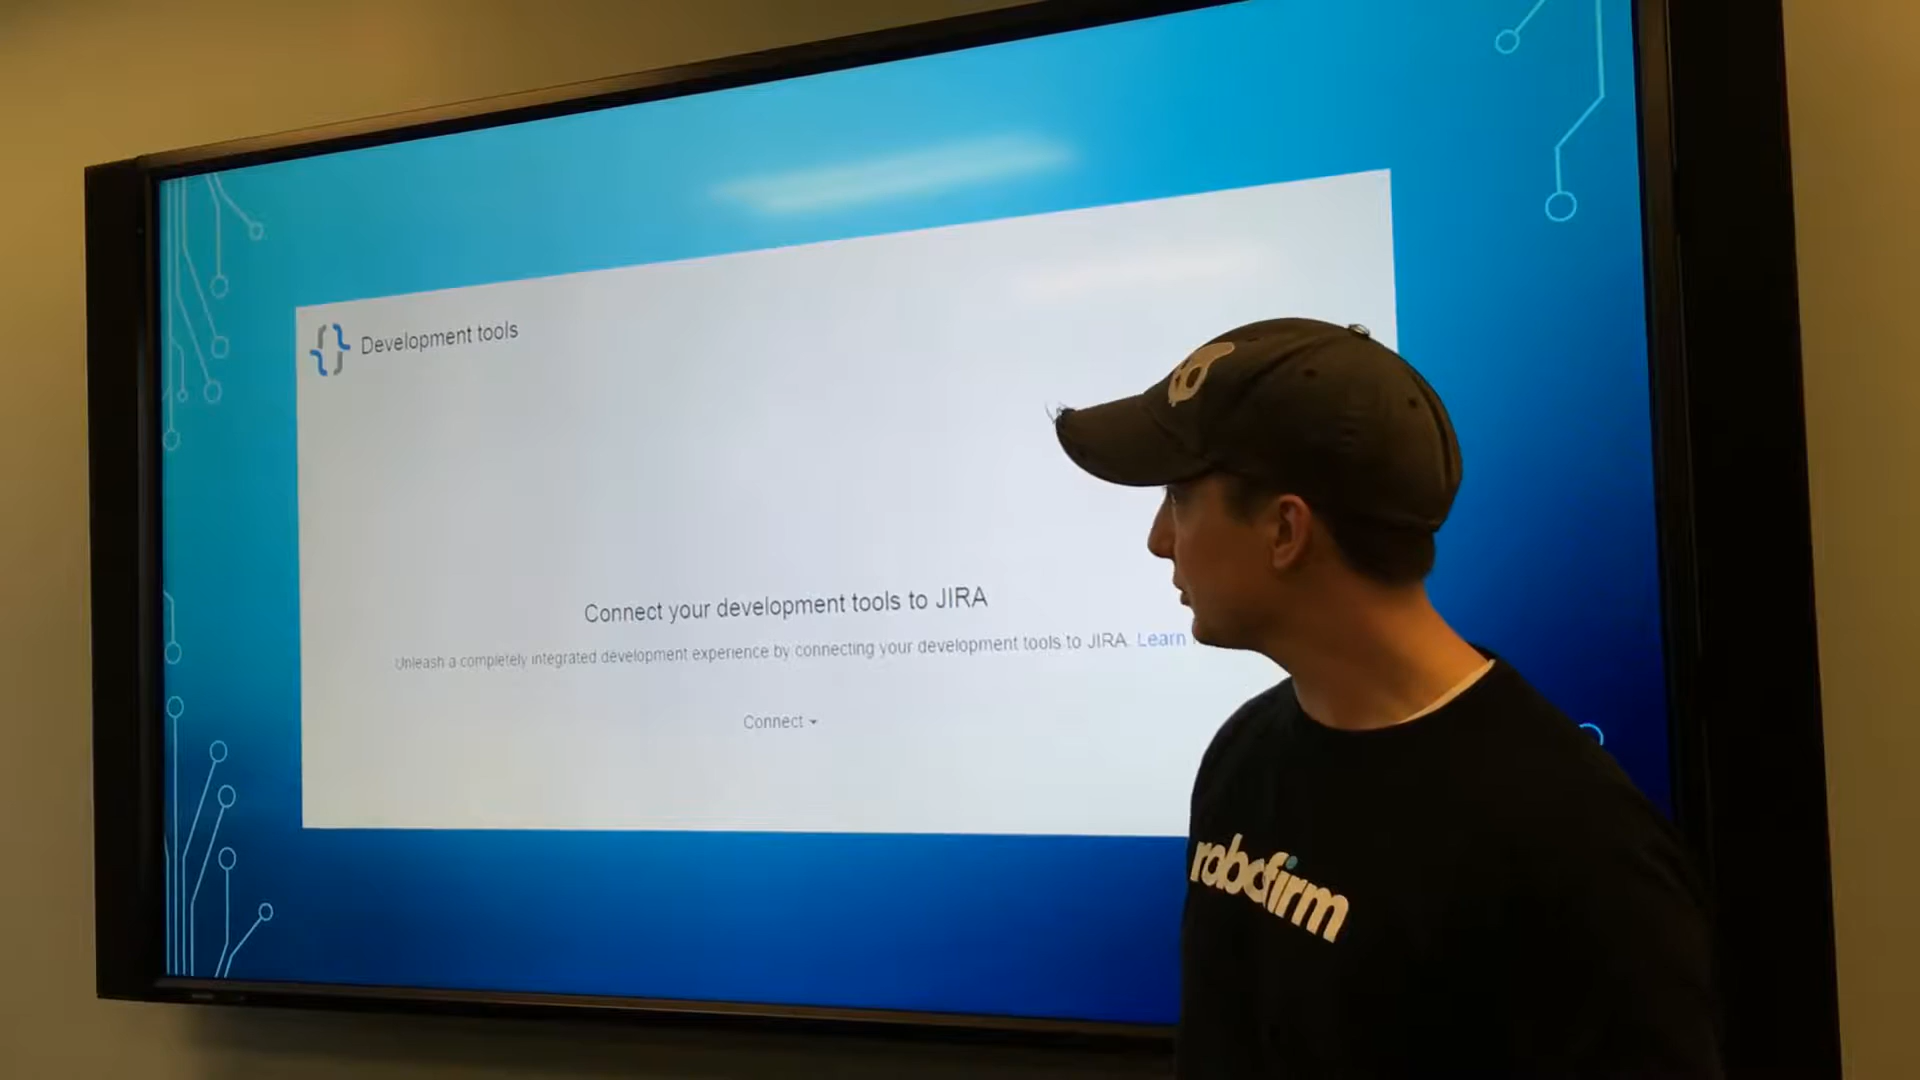 Development tools
Connect your development tools to JIRA
Unleash a completely integrated development experience by connecting your development tools to JIRA. Learn
Connect
robofirm